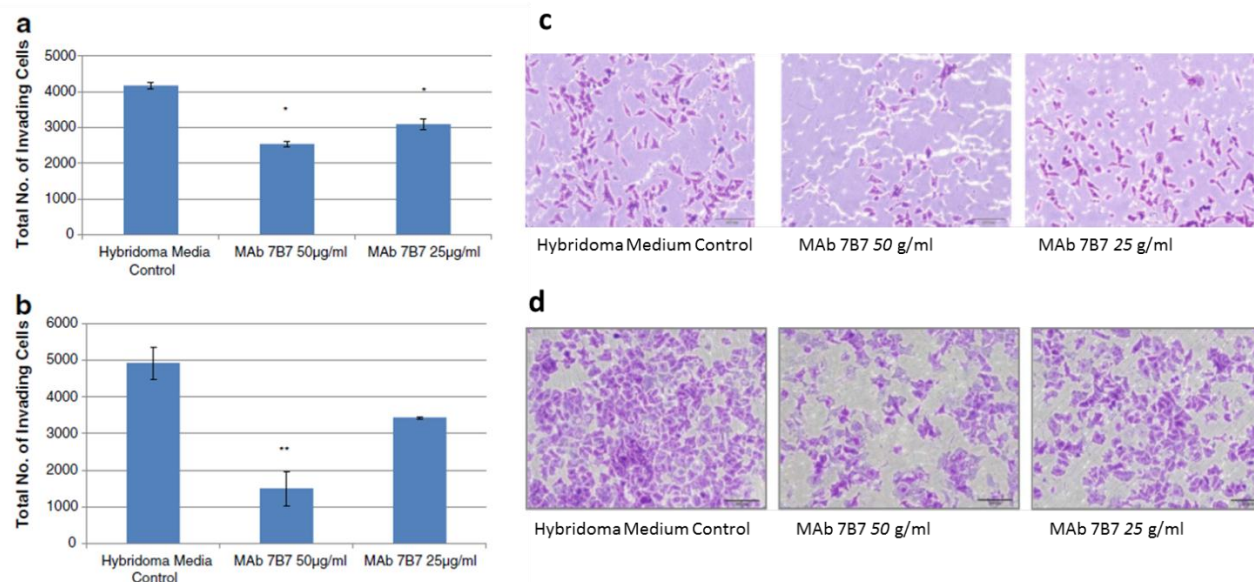 a
Total No. of Invading Cells
5000
4000
3000
2000
1000
0
*
*
Hybridoma Media
Control
MAb 7B7 50µg/ml
MAb 7B7 25µg/ml
b
Total No. of Invading Cells
6000
5000
4000
3000
2000
1000
0
**
Hybridoma Media
Control
MAb 7B7 50µg/ml
MAb 7B7 25µg/ml
c
Hybridoma Medium Control
MAb 7B7 50 g/ml
MAb 7B7 25 g/ml
d
Hybridoma Medium Control
MAb 7B7 50 g/ml
MAb 7B7 25 g/ml